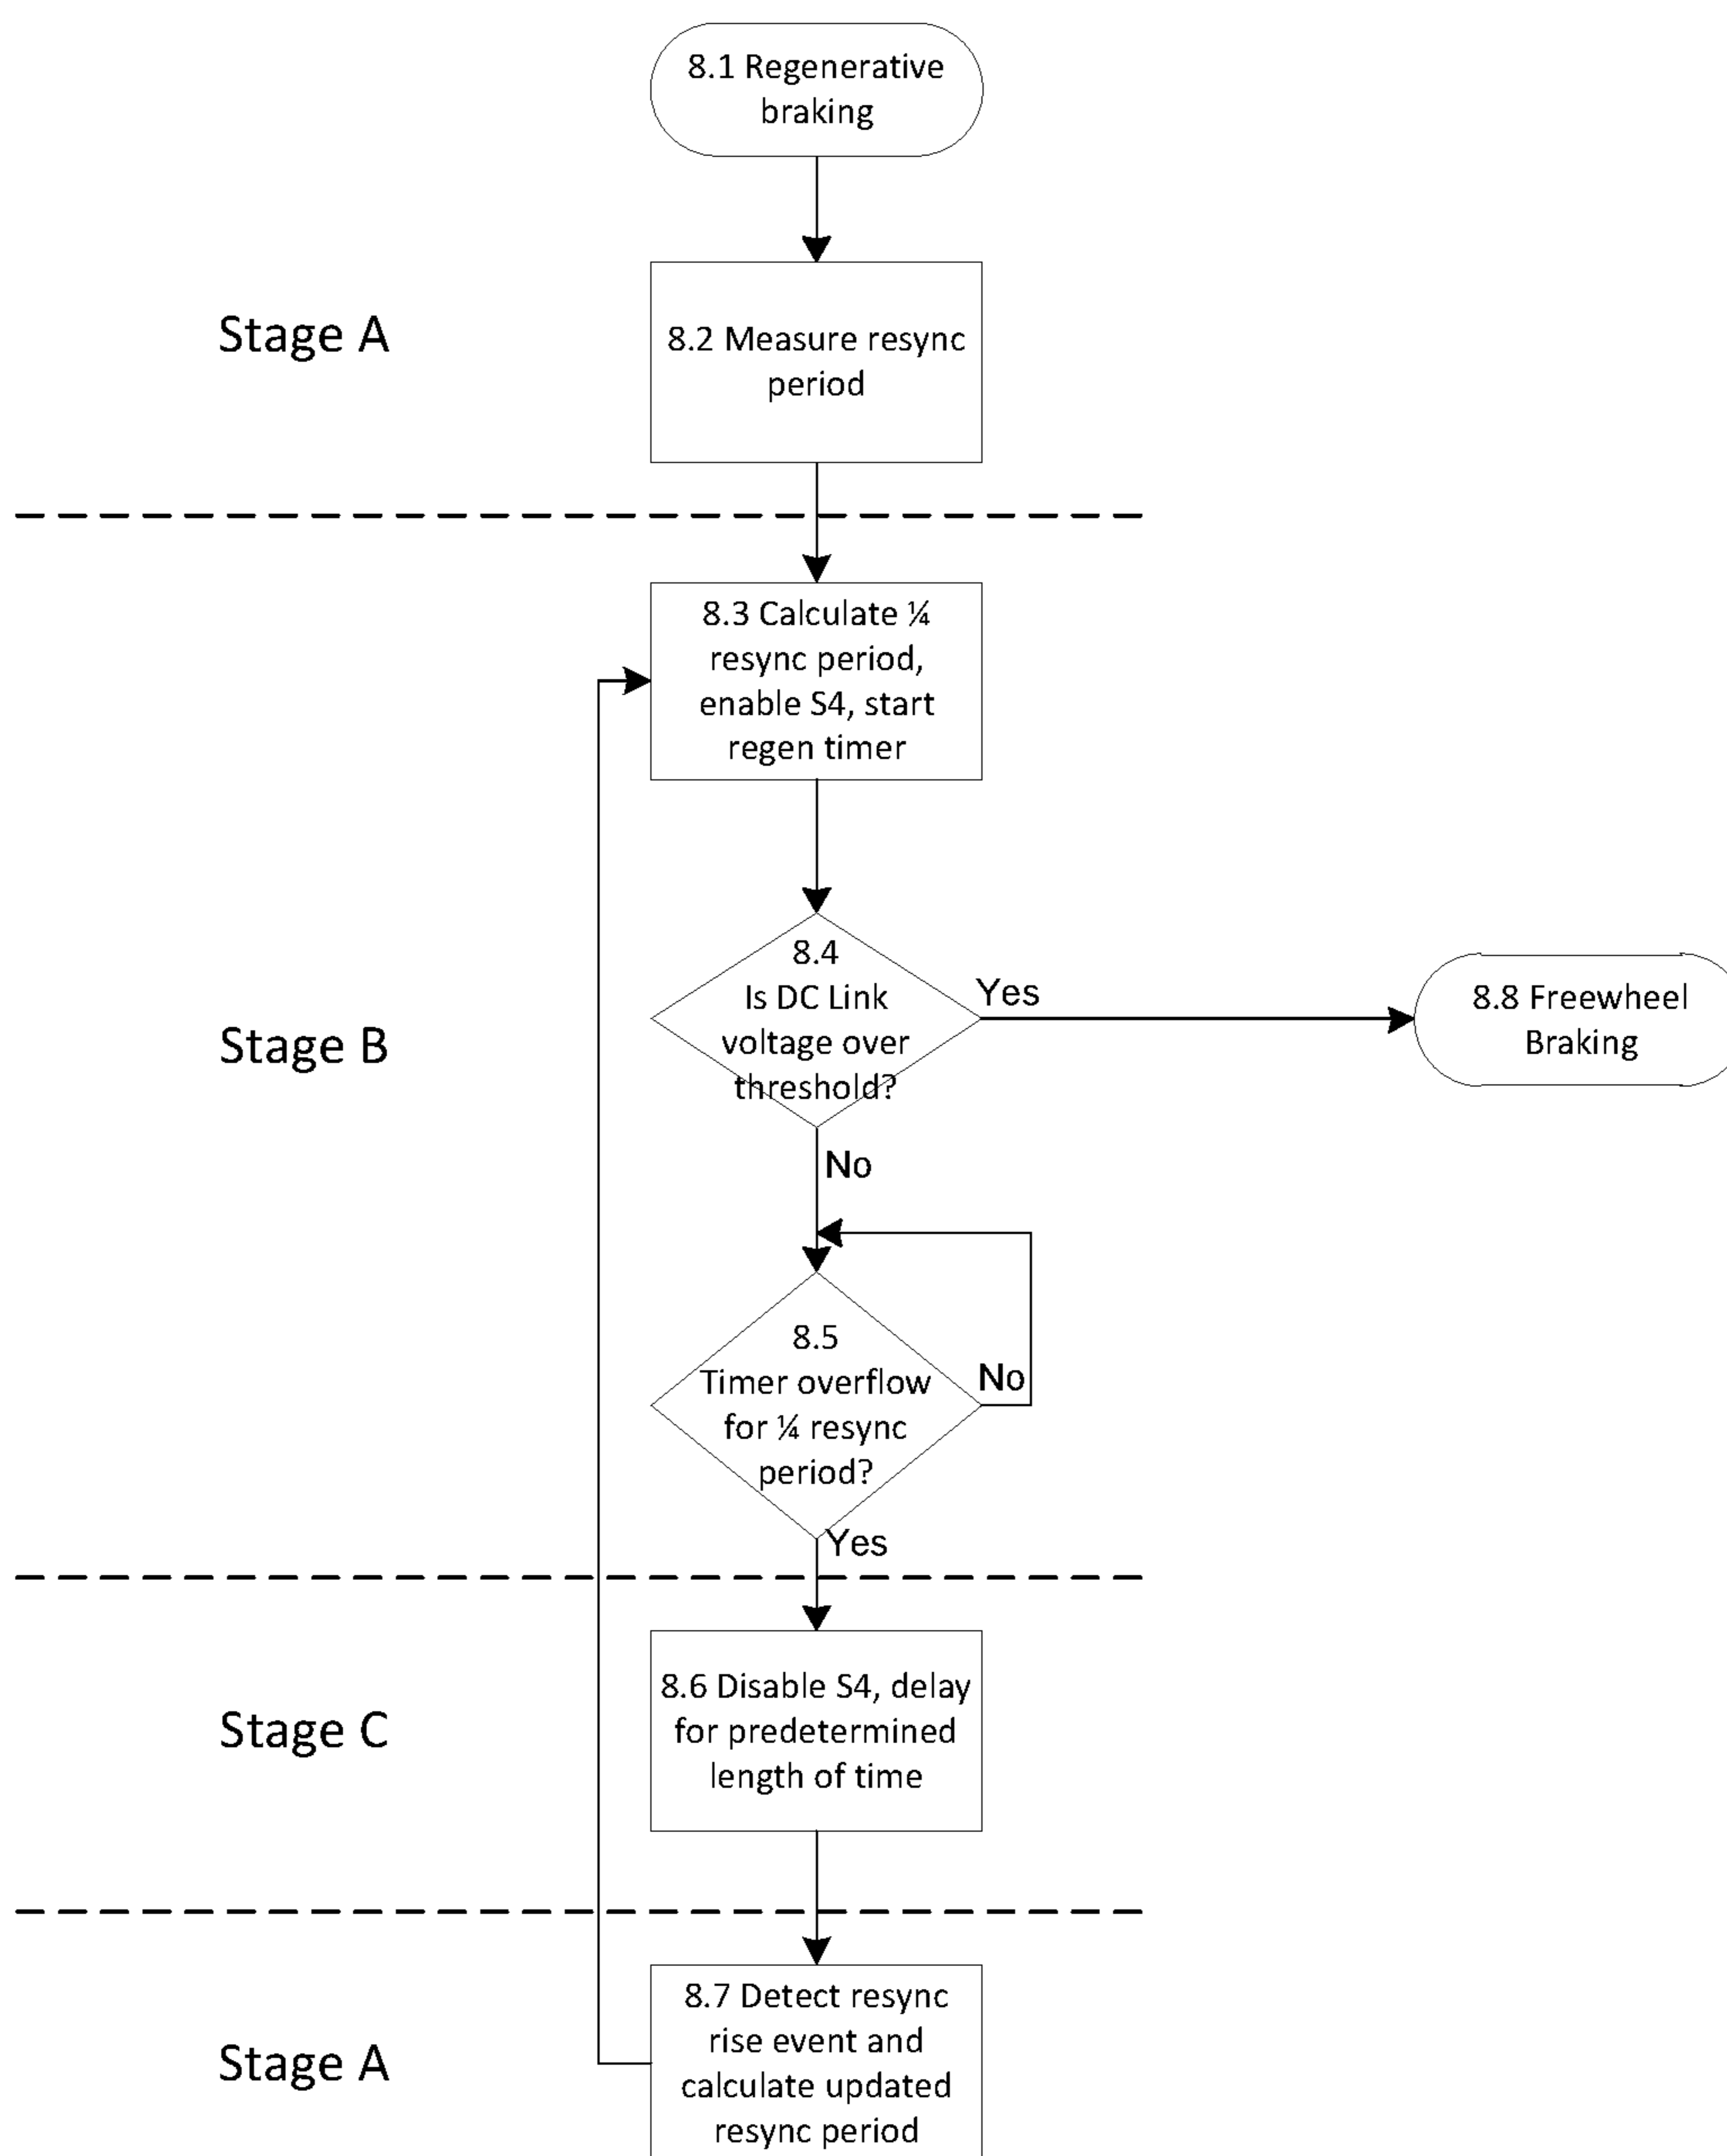 8.1 Regenerative
braking
Stage A
8.2 Measure resync
period
8.3 Calculate ¼
resync period,
enable S4, start
regen timer
Stage B
8.4
Is DC Link
voltage over
threshold?
Yes
8.8 Freewheel
Braking
No
8.5
Timer overflow
for ¼ resync
period?
No
Yes
Stage C
8.6 Disable S4, delay
for predetermined
length of time
Stage A
8.7 Detect resync
rise event and
calculate updated
resync period